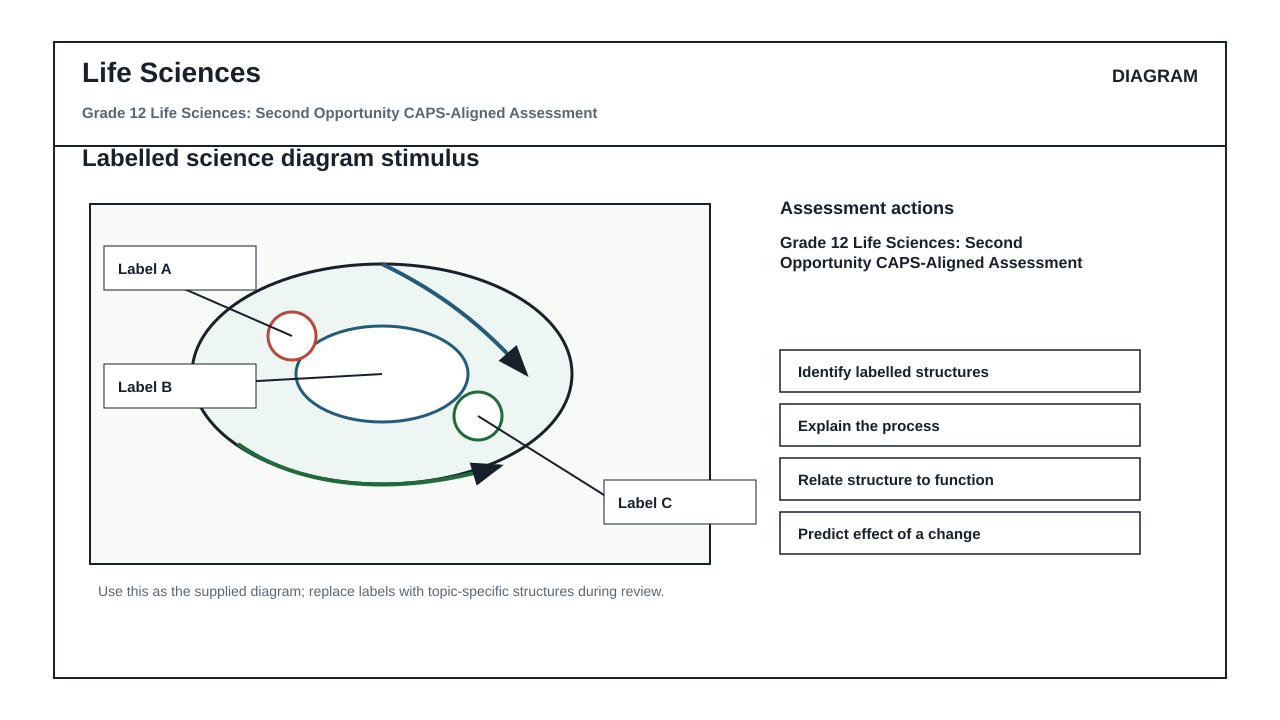 Life Sciences
DIAGRAM
Grade 12 Life Sciences: Second Opportunity CAPS-Aligned Assessment
Labelled science diagram stimulus
Label A
Label B
Label C
Use this as the supplied diagram; replace labels with topic-specific structures during review.
Assessment actions
Grade 12 Life Sciences: Second
Opportunity CAPS-Aligned Assessment
Identify labelled structures
Explain the process
Relate structure to function
Predict effect of a change